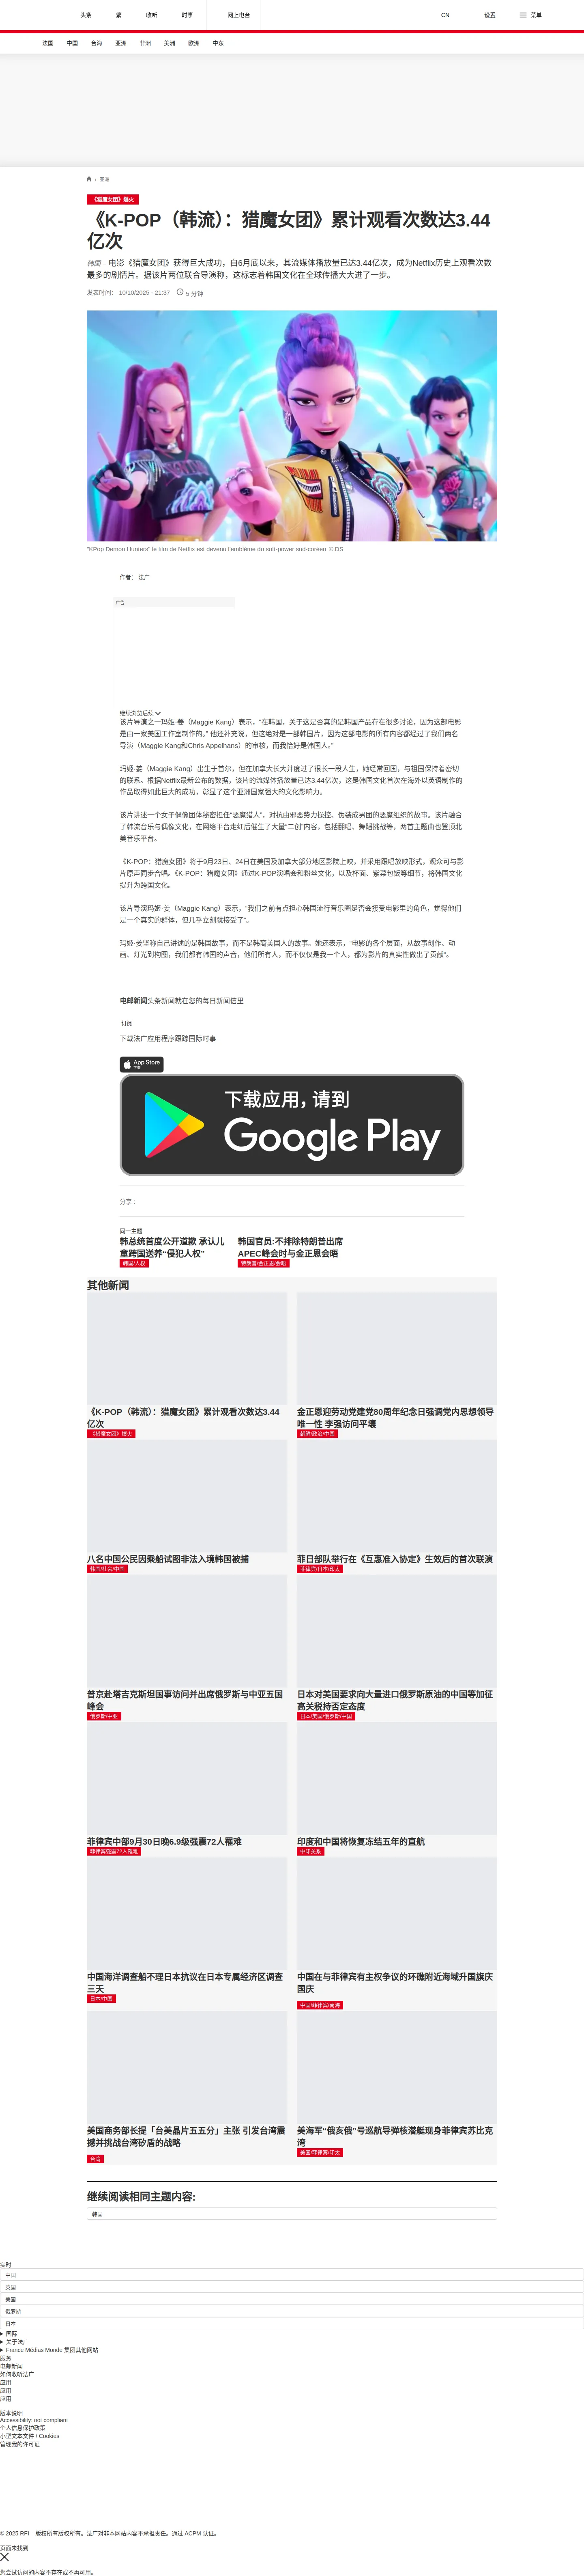 头条
繁
收听
时事
网上电台
CN
设置
菜单
法国
中国
台海
亚洲
非洲
美洲
欧洲
中东
/ 亚洲
《猎魔女团》爆火
《K-POP（韩流）：猎魔女团》累计观看次数达3.44
亿次
韩国 – 电影《猎魔女团》获得巨大成功，自6月底以来，其流媒体播放量已达3.44亿次，成为Netflix历史上观看次数
最多的剧情片。据该片两位联合导演称，这标志着韩国文化在全球传播大大进了一步。
发表时间： 10/10/2025 - 21:37
5 分钟
"KPop Demon Hunters" le film de Netflix est devenu l'emblème du soft-power sud-coréen © DS
作者： 法广
广告
继续浏览后续
该片导演之一玛姬·姜（Maggie Kang）表示，“在韩国，关于这是否真的是韩国产品存在很多讨论，因为这部电影
是由一家美国工作室制作的。” 他还补充说，但这绝对是一部韩国片，因为这部电影的所有内容都经过了我们两名
导演（Maggie Kang和Chris Appelhans）的审核，而我恰好是韩国人。”
玛姬·姜（Maggie Kang）出生于首尔，但在加拿大长大并度过了很长一段人生，她经常回国，与祖国保持着密切
的联系。根据Netflix最新公布的数据，该片的流媒体播放量已达3.44亿次，这是韩国文化首次在海外以英语制作的
作品取得如此巨大的成功，彰显了这个亚洲国家强大的文化影响力。
该片讲述一个女子偶像团体秘密担任“恶魔猎人”，对抗由邪恶势力操控、伪装成男团的恶魔组织的故事。该片融合
了韩流音乐与偶像文化，在网络平台走红后催生了大量“二创”内容，包括翻唱、舞蹈挑战等，两首主题曲也登顶北
美音乐平台。
《K-POP：猎魔女团》将于9月23日、24日在美国及加拿大部分地区影院上映，并采用跟唱放映形式，观众可与影
片原声同步合唱。《K-POP：猎魔女团》通过K-POP演唱会和粉丝文化，以及杯面、紫菜包饭等细节，将韩国文化
提升为跨国文化。
该片导演玛姬·姜（Maggie Kang）表示，“我们之前有点担心韩国流行音乐圈是否会接受电影里的角色，觉得他们
是一个真实的群体，但几乎立刻就接受了”。
玛姬·姜坚称自己讲述的是韩国故事，而不是韩裔美国人的故事。她还表示，“电影的各个层面，从故事创作、动
画、灯光到构图，我们都有韩国的声音，他们所有人，而不仅仅是我一个人，都为影片的真实性做出了贡献”。
电邮新闻头条新闻就在您的每日新闻信里
订阅
下载法广应用程序跟踪国际时事
App Store
下载
下载应用，请到
Google Play
分享 :
同一主题
韩总统首度公开道歉 承认儿
童跨国送养“侵犯人权”
韩国/人权
韩国官员:不排除特朗普出席
APEC峰会时与金正恩会晤
特朗普/金正恩/会晤
其他新闻
《K-POP（韩流）：猎魔女团》累计观看次数达3.44
亿次
《猎魔女团》爆火
金正恩迎劳动党建党80周年纪念日强调党内思想领导
唯一性 李强访问平壤
朝鲜/政治/中国
八名中国公民因乘船试图非法入境韩国被捕
韩国/社会/中国
菲日部队举行在《互惠准入协定》生效后的首次联演
菲律宾/日本/印太
普京赴塔吉克斯坦国事访问并出席俄罗斯与中亚五国
峰会
俄罗斯/中亚
日本对美国要求向大量进口俄罗斯原油的中国等加征
高关税持否定态度
日本/美国/俄罗斯/中国
菲律宾中部9月30日晚6.9级强震72人罹难
菲律宾强震72人罹难
印度和中国将恢复冻结五年的直航
中印关系
中国海洋调查船不理日本抗议在日本专属经济区调查
三天
日本/中国
中国在与菲律宾有主权争议的环礁附近海域升国旗庆
国庆
中国/菲律宾/南海
美国商务部长提「台美晶片五五分」主张 引发台湾震
撼并挑战台湾矽盾的战略
台湾
美海军“俄亥俄”号巡航导弹核潜艇现身菲律宾苏比克
湾
美国/菲律宾/印太
继续阅读相同主题内容:
韩国
实时
中国
英国
美国
俄罗斯
日本
国际
关于法广
France Médias Monde 集团其他网站
服务
电邮新闻
如何收听法广
应用
应用
应用
版本说明
Accessibility: not compliant
个人信息保护政策
小型文本文件 / Cookies
管理我的许可证
© 2025 RFI – 版权所有版权所有。法广对非本网站内容不承担责任。通过 ACPM 认证。
页面未找到
您尝试访问的内容不存在或不再可用。